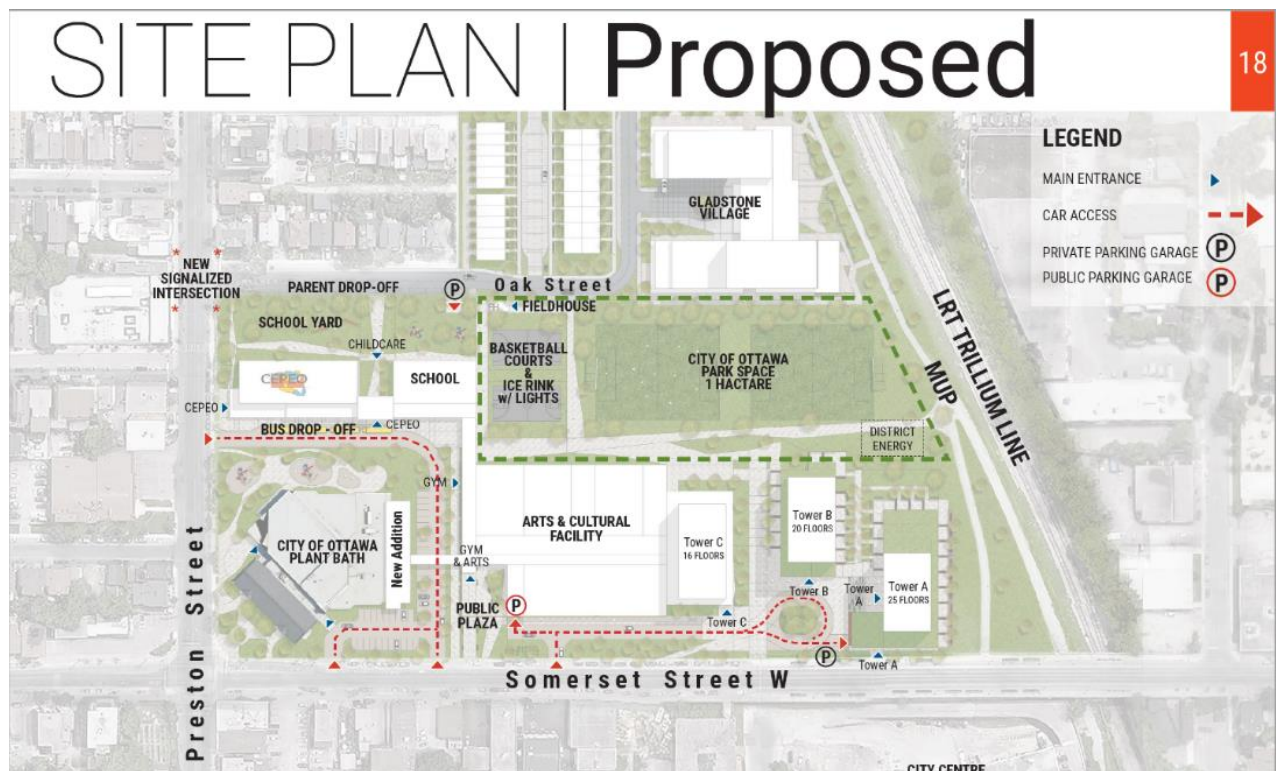 SITE PLAN | Proposed
18
LEGEND
MAIN ENTRANCE
CAR ACCESS
PRIVATE PARKING GARAGE P
PUBLIC PARKING GARAGE P
GLADSTONE
VILLAGE
NEW
SIGNALIZED
INTERSECTION
PARENT DROP-OFF
P
Oak Street
FIELDHOUSE
SCHOOL YARD
CHILDCARE
BASKETBALL
COURTS
&
ICE RINK
w/ LIGHTS
CITY OF OTTAWA
PARK SPACE
1 HACTARE
LRT TRILLIUM LINE
MUP
CEPEO
SCHOOL
CEPEO
CEPEO
BUS DROP - OFF
DISTRICT
ENERGY
GYM
CITY OF OTTAWA
PLANT BATH
New Addition
ARTS & CULTURAL
FACILITY
GYM
& ARTS
Tower C
16 FLOORS
Tower B
20 FLOORS
Tower A
25 FLOORS
Tower B
Tower
A
PUBLIC
PLAZA
P
Tower C
P
Tower A
Preston Street
Somerset Street W
CITY CENTRE